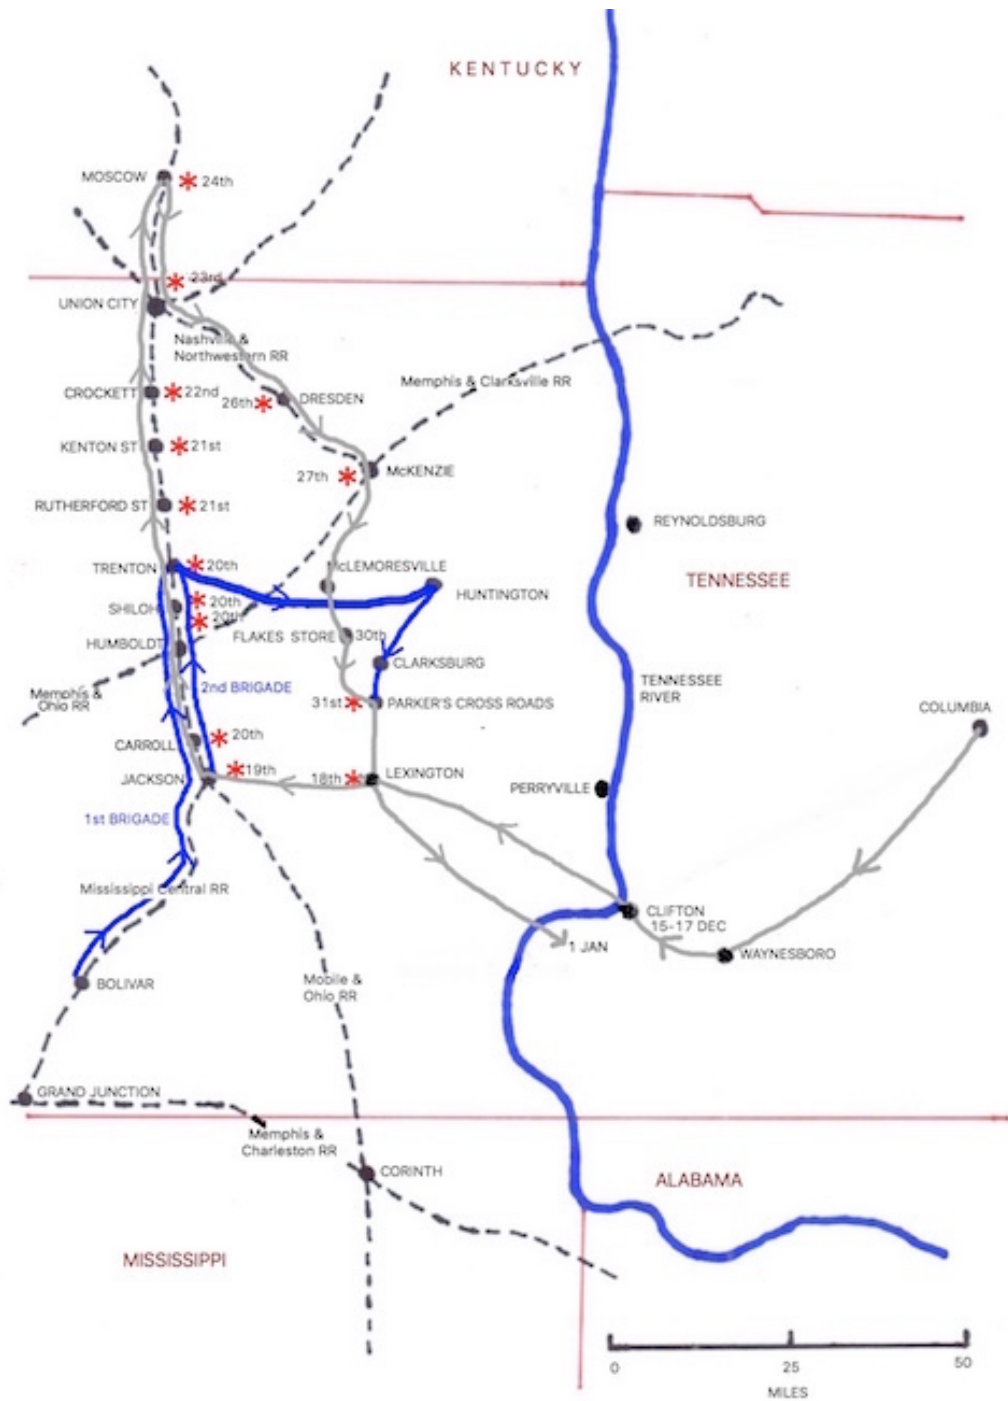 KENTUCKY
MOSCOW
24th
23rd
UNION CITY
Nashville &
Northwestern RR
Memphis & Clarksville RR
CROCKETT
22nd
26th
DRESDEN
KENTON ST
21st
27th
McKENZIE
RUTHERFORD ST
21st
REYNOLDSBURG
TRENTON
20th
McLEMORESVILLE
TENNESSEE
HUNTINGTON
SHILOH
20th
20th
FLAKES STORE
30th
HUMBOLDT
CLARKSBURG
Memphis &
Ohio RR
2nd BRIGADE
TENNESSEE
RIVER
31st
PARKER'S CROSS ROADS
COLUMBIA
CARROLL
20th
JACKSON
19th
18th
LEXINGTON
PERRYVILLE
1st BRIGADE
Mississippi Central RR
CLIFTON
15-17 DEC
1 JAN
WAYNESBORO
BOLIVAR
Mobile &
Ohio RR
GRAND JUNCTION
Memphis &
Charleston RR
CORINTH
ALABAMA
MISSISSIPPI
0 25 50
MILES